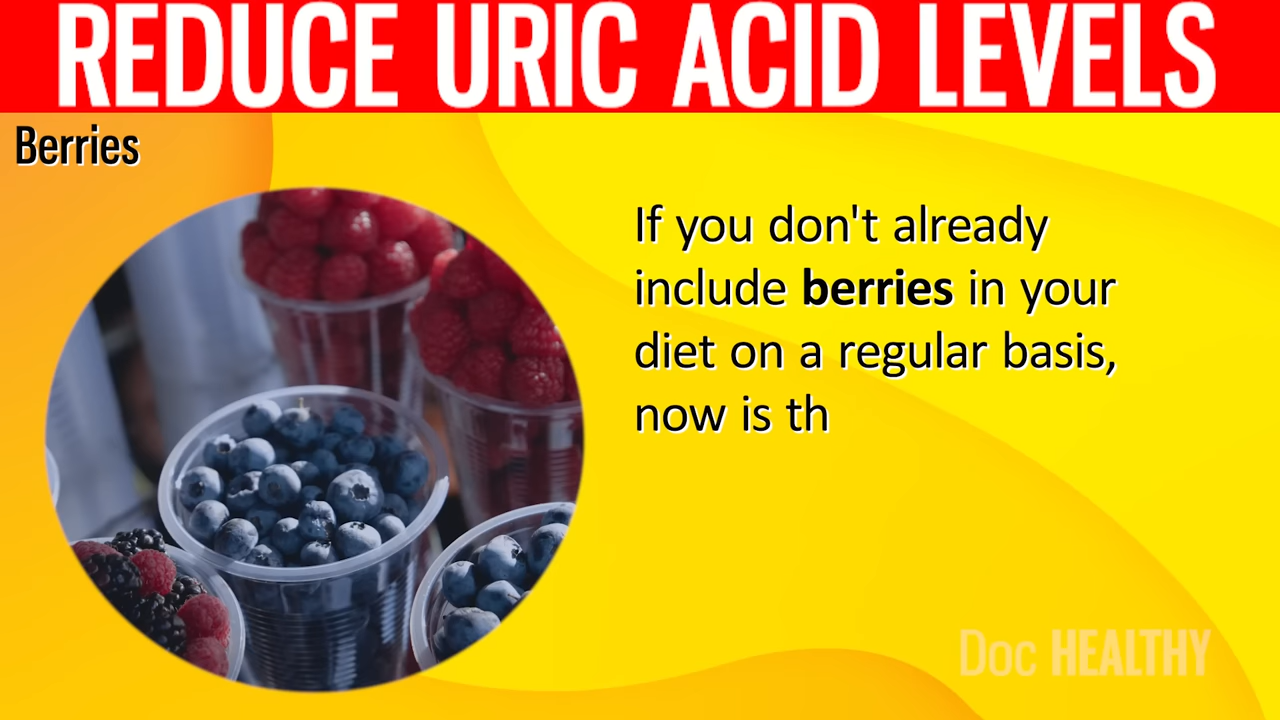 REDUCE URIC ACID LEVELS
Berries
If you don't already
include berries in your
diet on a regular basis,
now is th
Doc HEALTHY